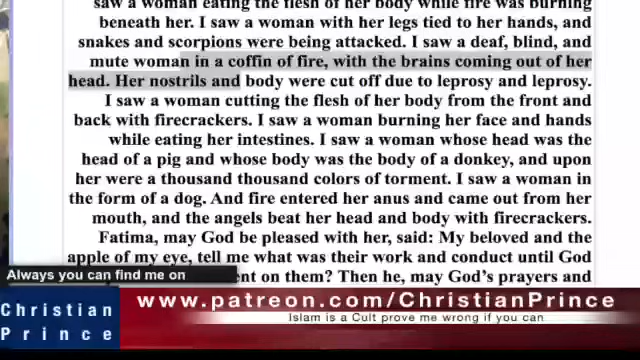 saw a woman eating the flesh of her body while fire was burning
beneath her. I saw a woman with her legs tied to her hands, and
snakes and scorpions were being attacked. I saw a deaf, blind, and
mute woman in a coffin of fire, with the brains coming out of her
head. Her nostrils and body were cut off due to leprosy and leprosy.
I saw a woman cutting the flesh of her body from the front and
back with firecrackers. I saw a woman burning her face and hands
while eating her intestines. I saw a woman whose head was the
head of a pig and whose body was the body of a donkey, and upon
her were a thousand thousand colors of torment. I saw a woman in
the form of a dog. And fire entered her anus and came out from her
mouth, and the angels beat her head and body with firecrackers.
Fatima, may God be pleased with her, said: My beloved and the
apple of my eye, tell me what was their work and conduct until God
ent on them? Then he, may God's prayers and
Always you can find me on
Christian
Prince
www.patreon.com/ChristianPrince
Islam is a Cult prove me wrong if you can